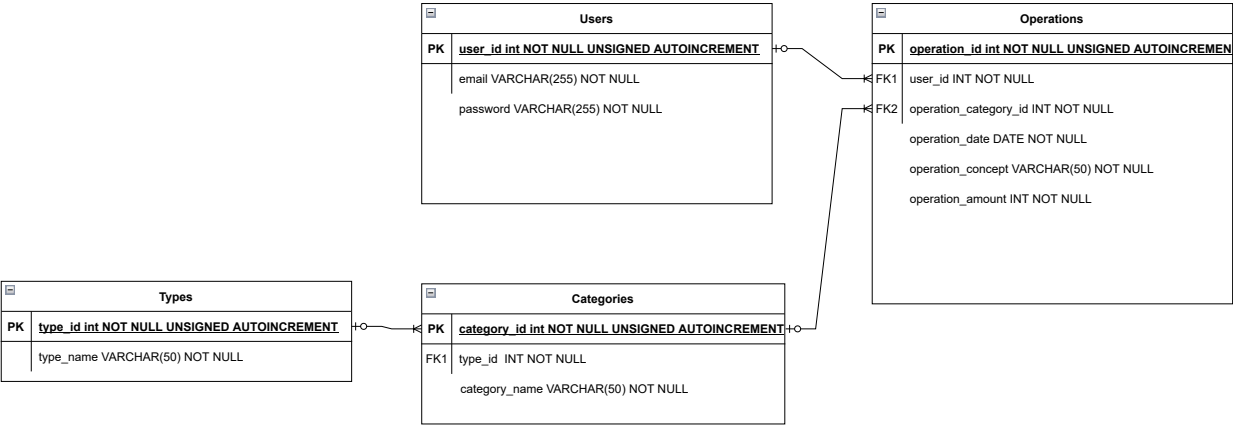 Users
PK user_id int NOT NULL UNSIGNED AUTOINCREMENT
email VARCHAR(255) NOT NULL
password VARCHAR(255) NOT NULL
Operations
PK operation_id int NOT NULL UNSIGNED AUTOINCREMEN
FK1 user_id INT NOT NULL
FK2 operation_category_id INT NOT NULL
operation_date DATE NOT NULL
operation_concept VARCHAR(50) NOT NULL
operation_amount INT NOT NULL
Types
PK type_id int NOT NULL UNSIGNED AUTOINCREMENT
type_name VARCHAR(50) NOT NULL
Categories
PK category_id int NOT NULL UNSIGNED AUTOINCREMENT
FK1 type_id INT NOT NULL
category_name VARCHAR(50) NOT NULL